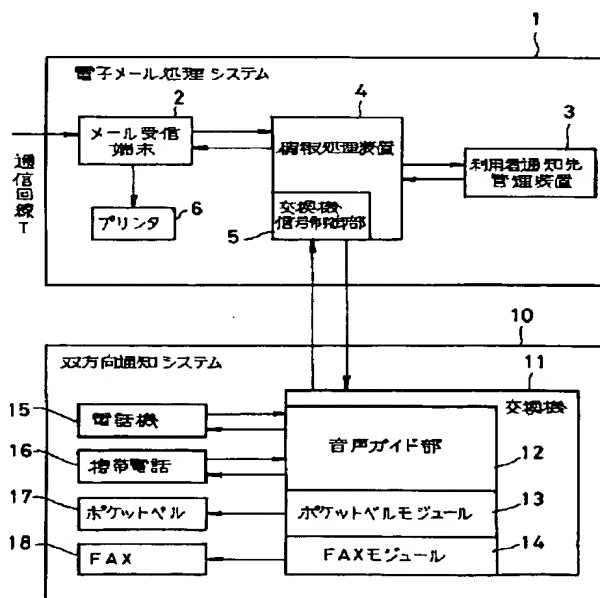 1
電子メール処理システム
2
メール受信
端末
4
情報処理装置
3
利用者通知先
管理装置
通信回線T
プリンタ
6
交換機
信号制御部
5
10
双方向通知システム
11
交換機
15
電話機
音声ガイド部
12
16
携帯電話
17
ポケットベル
ポケットベルモジュール
13
18
FAX
FAXモジュール
14